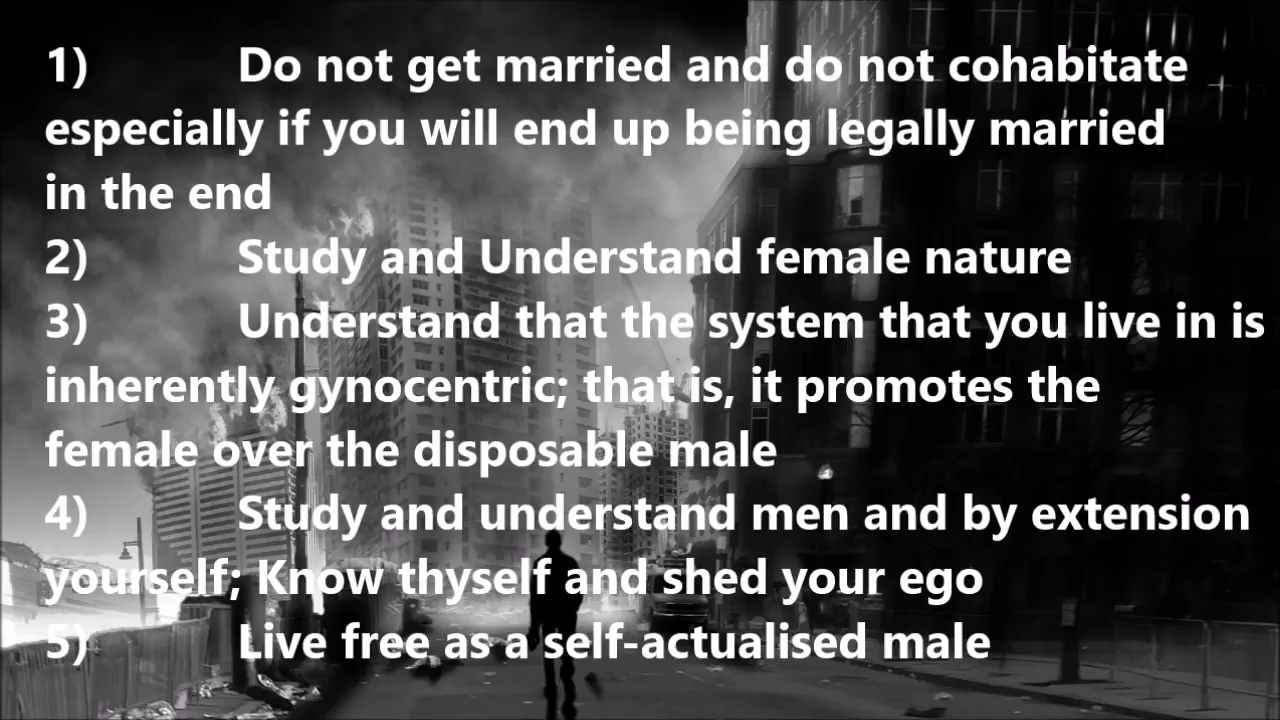 1) Do not get married and do not cohabitate
especially if you will end up being legally married
in the end
2) Study and Understand female nature
3) Understand that the system that you live in is
inherently gynocentric; that is, it promotes the
female over the disposable male
4) Study and understand men and by extension
yourself; Know thyself and shed your ego
5) Live free as a self-actualised male